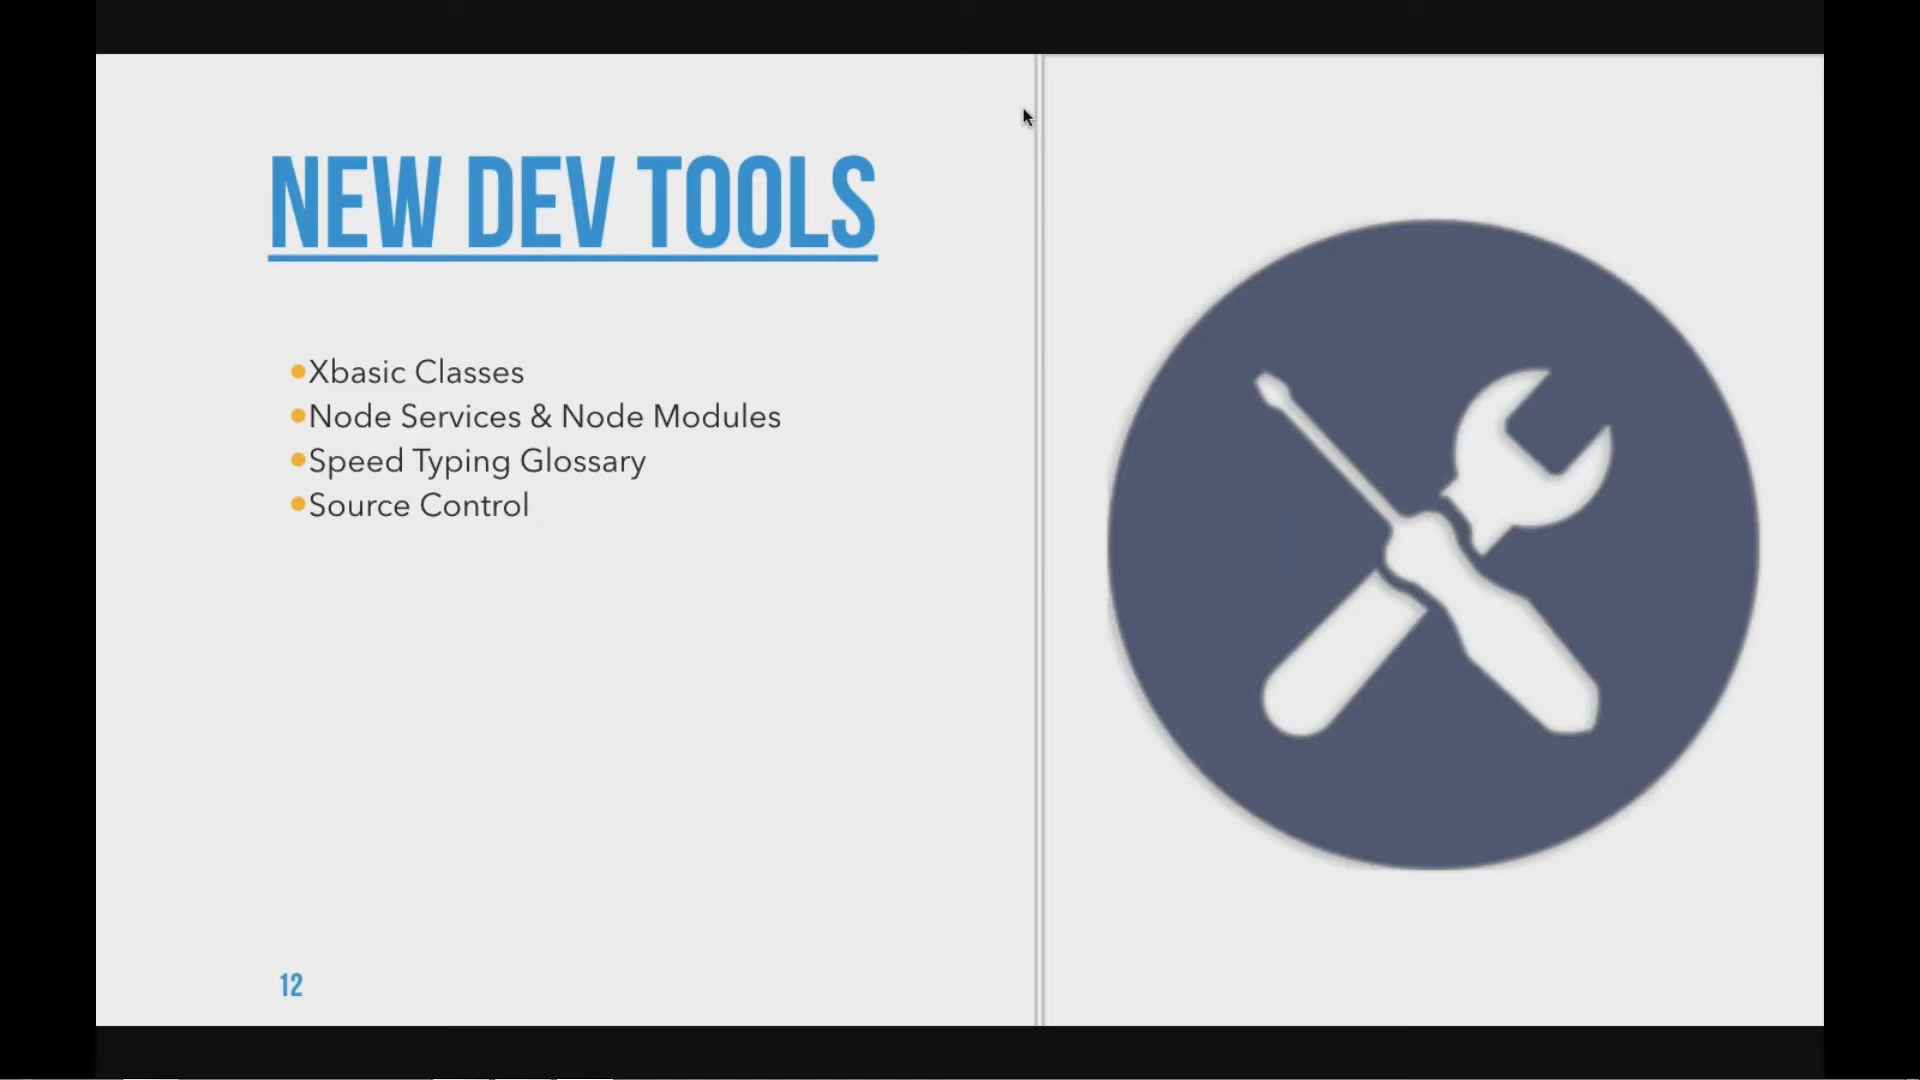 NEW DEV TOOLS
Xbasic Classes
Node Services & Node Modules
Speed Typing Glossary
Source Control
12